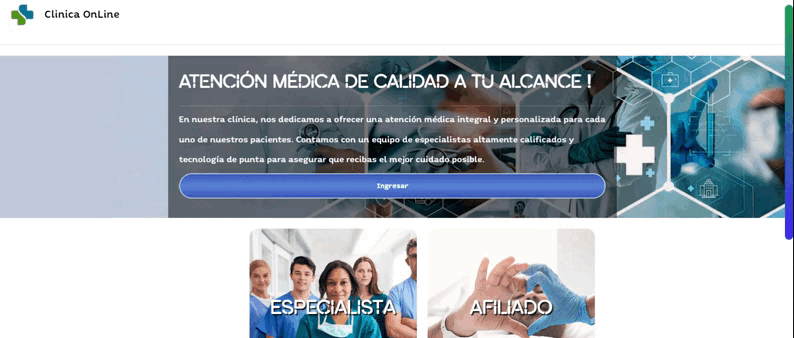 Clinica OnLine
ATENCIÓN MÉDICA DE CALIDAD A TU ALCANCE !
En nuestra clínica, nos dedicamos a ofrecer una atención médica integral y personalizada para cada
uno de nuestros pacientes. Contamos con un equipo de especialistas altamente calificados y
tecnología de punta para asegurar que recibas el mejor cuidado posible.
Ingresar
ESPECIALISTA
AFILIADO